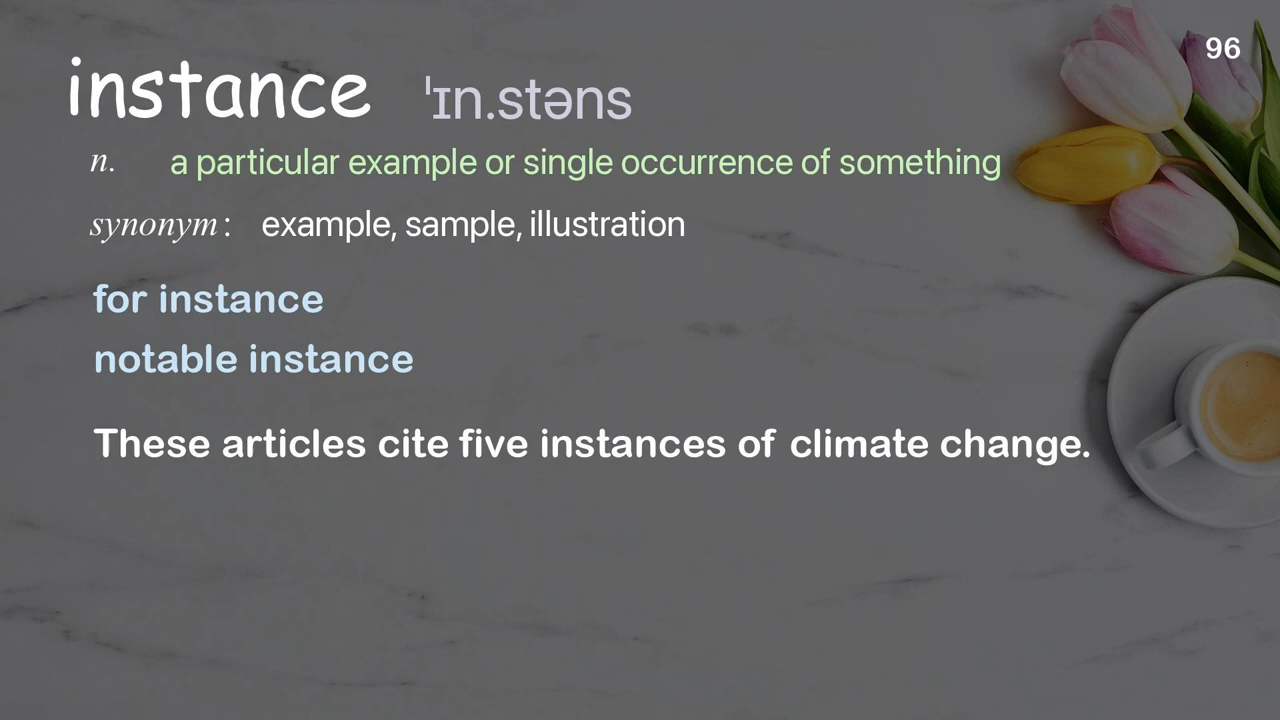 96
instance ˈɪn.stəns
n. a particular example or single occurrence of something
synonym: example, sample, illustration
for instance
notable instance
These articles cite five instances of climate change.